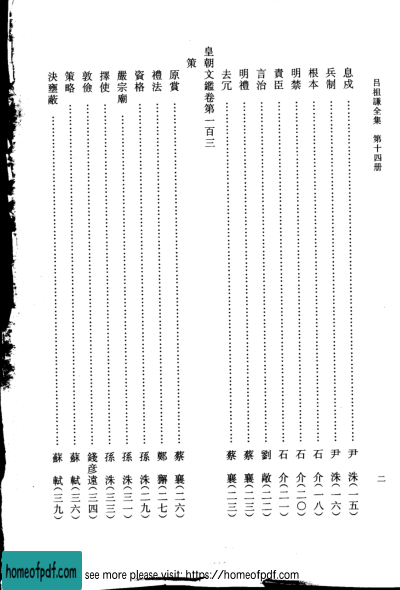 吕祖謙全集 第十四册
二
息戍……尹 洙(一五)
兵制……尹 洙(一六)
根本……石 介(一八)
明禁……石 介(二〇)
責臣……石 介(二一)
言治……劉 敞(二二)
明禮……蔡 襄(二三)
去冗……蔡 襄(二三)
皇朝文鑑卷第一百三
策
原賞……蔡 襄(二六)
禮法……鄭 獬(二七)
資格……孫 洙(二九)
嚴宗廟……孫 洙(三一)
擇使……孫 洙(三三)
敦儉……錢彦遠(三四)
策略……蘇 軾(三六)
決壅蔽……蘇 軾(三九)
homeofpdf.com
see more please visit: https://homeofpdf.com